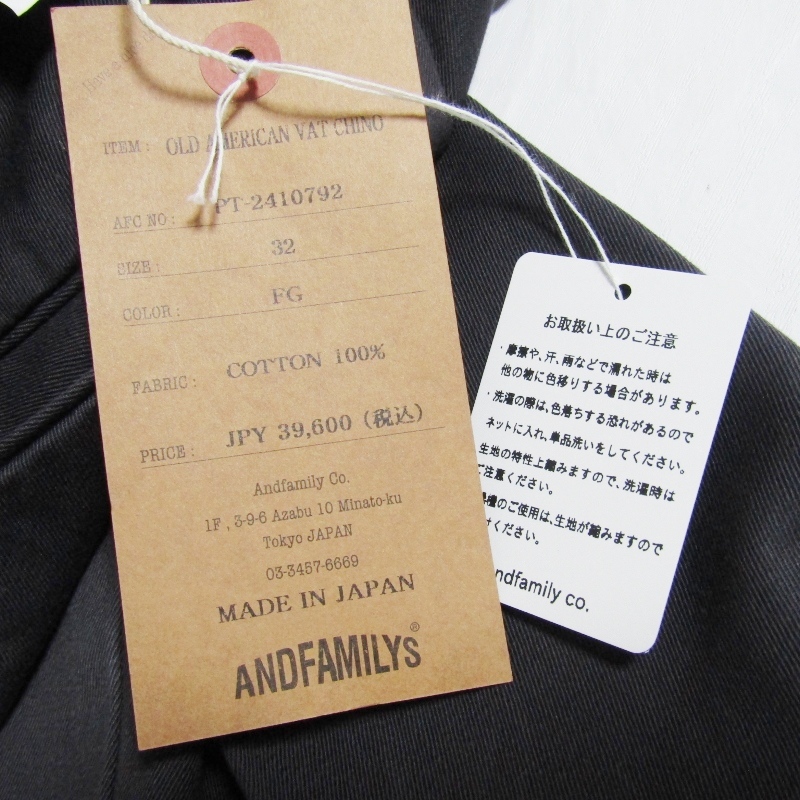 ITEM : OLD AMERICAN VAT CHINO
AFC NO : PT-2410792
SIZE : 32
COLOR : FG
FABRIC : COTTON 100%
PRICE : JPY 39,600 (税込)
Andfamily Co.
1F , 3-9-6 Azabu 10 Minato-ku
Tokyo JAPAN
03-3457-6669
MADE IN JAPAN
ANDFAMILYS®
お取扱い上のご注意
・摩擦や、汗、雨などで濡れた時は
他の物に色移りする場合があります。
・洗濯の際は、色落ちする恐れがあるので
ネットに入れ、単品洗いをしてください。
生地の特性上縮みますので、洗濯時は
ご注意ください。
燥機のご使用は、生地が縮みますので
けください。
andfamily co.